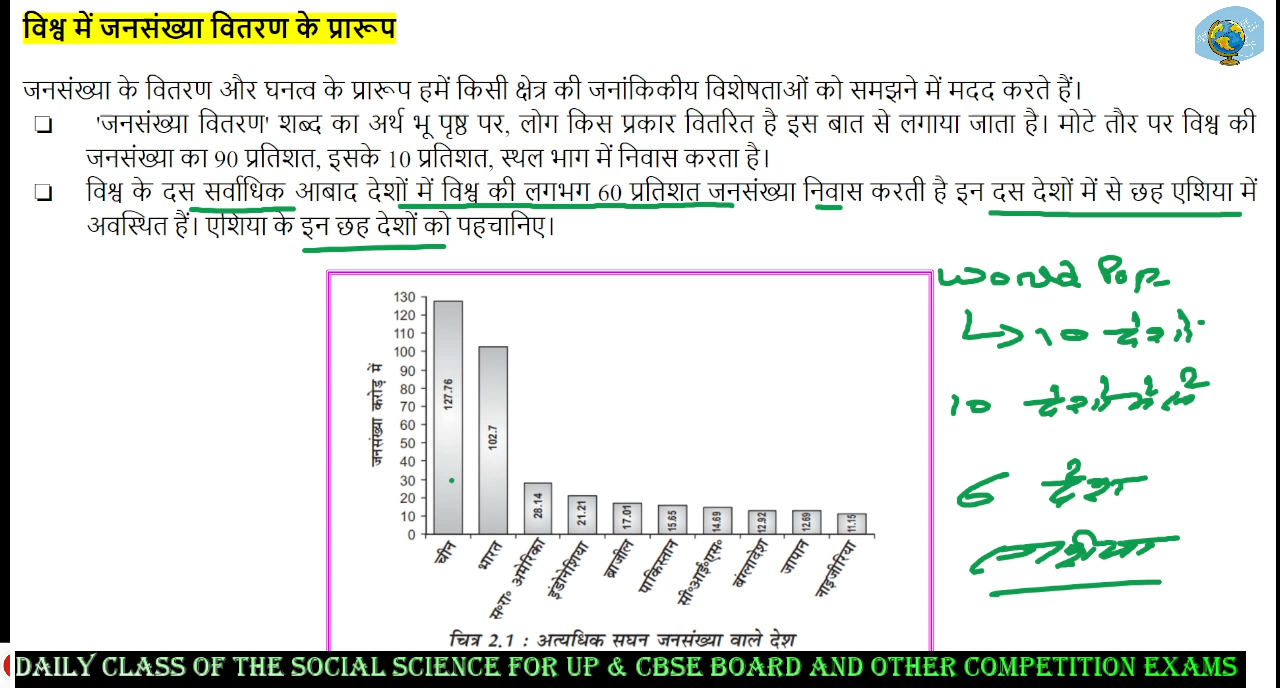 विश्व में जनसंख्या वितरण के प्रारूप
जनसंख्या के वितरण और घनत्व के प्रारूप हमें किसी क्षेत्र की जनांकिकीय विशेषताओं को समझने में मदद करते हैं।
❑ 'जनसंख्या वितरण' शब्द का अर्थ भू पृष्ठ पर, लोग किस प्रकार वितरित है इस बात से लगाया जाता है। मोटे तौर पर विश्व की
जनसंख्या का 90 प्रतिशत, इसके 10 प्रतिशत, स्थल भाग में निवास करता है।
❑ विश्व के दस सर्वाधिक आबाद देशों में विश्व की लगभग 60 प्रतिशत जनसंख्या निवास करती है इन दस देशों में से छह एशिया में
अवस्थित हैं। एशिया के इन छह देशों को पहचानिए।
World Pop
↳ 10 देशों
10 देशों में से
6 देश
एशिया
जनसंख्या करोड़ में
130
120
110
100
90
80
70
60
50
40
30
20
10
0
127.76
102.7
28.14
21.21
17.01
15.65
14.69
12.92
12.69
11.15
चीन
भारत
स॰रा॰ अमेरिका
इंडोनेशिया
ब्राजील
पाकिस्तान
सी॰आई॰एस॰
बंग्लादेश
जापान
नाइजीरिया
चित्र 2.1 : अत्यधिक सघन जनसंख्या वाले देश
DAILY CLASS OF THE SOCIAL SCIENCE FOR UP & CBSE BOARD AND OTHER COMPETITION EXAMS